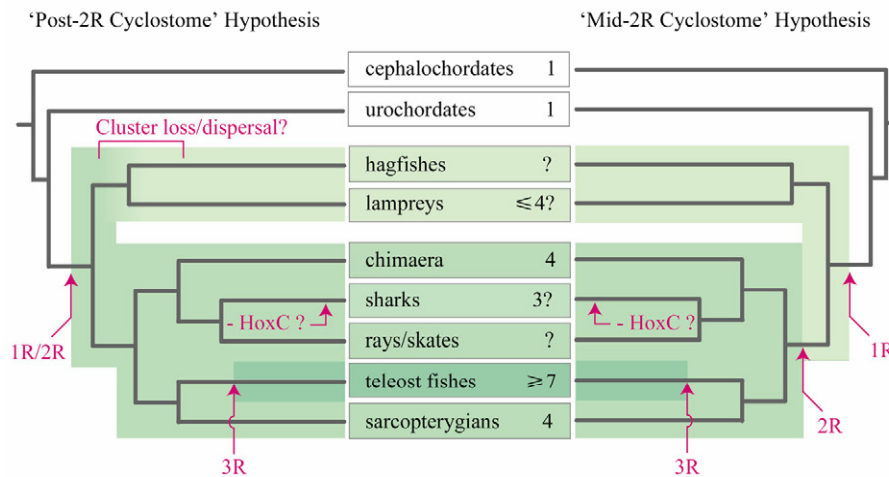 'Post-2R Cyclostome' Hypothesis
'Mid-2R Cyclostome' Hypothesis
cephalochordates 1
urochordates 1
Cluster loss/dispersal?
hagfishes ?
lampreys ⩽4?
chimaera 4
sharks 3?
- HoxC ?
- HoxC ?
rays/skates ?
1R/2R
1R
teleost fishes ⩾7
sarcopterygians 4
2R
3R
3R